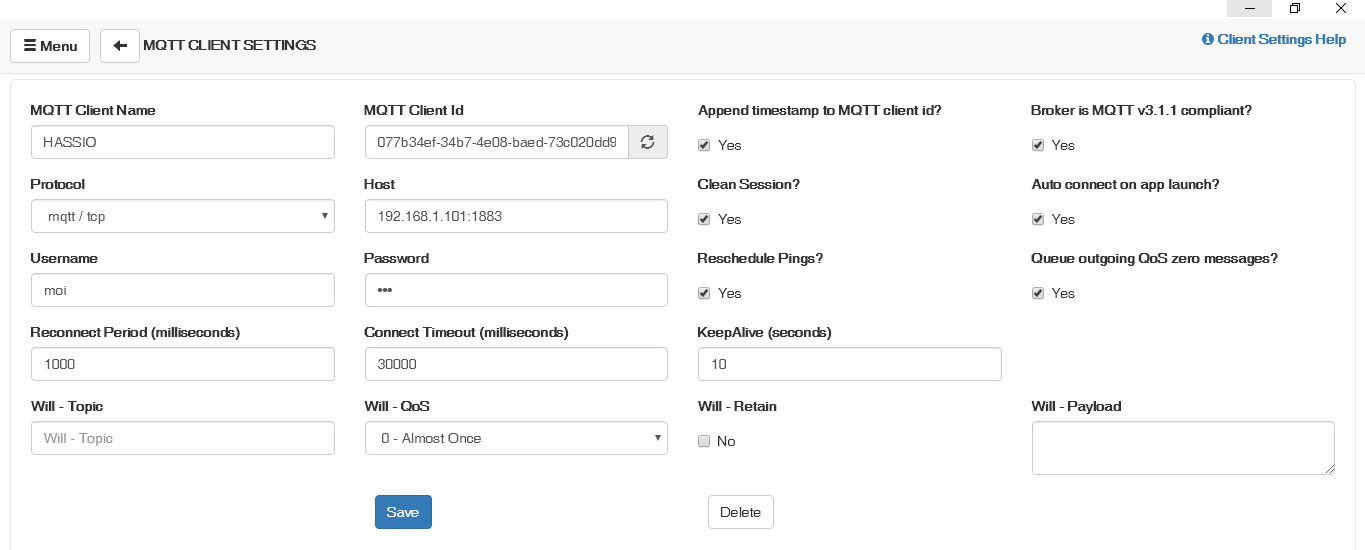 Menu MQTT CLIENT SETTINGS Client Settings Help
MQTT Client Name MQTT Client Id Append timestamp to MQTT client id? Broker is MQTT v3.1.1 compliant?
HASSIO 077b34ef-34b7-4e08-baed-73c020dd9 Yes Yes
Protocol Host Clean Session? Auto connect on app launch?
mqtt / tcp 192.168.1.101:1883 Yes Yes
Username Password Reschedule Pings? Queue outgoing QoS zero messages?
moi ••• Yes Yes
Reconnect Period (milliseconds) Connect Timeout (milliseconds) KeepAlive (seconds)
1000 30000 10
Will - Topic Will - QoS Will - Retain Will - Payload
Will - Topic 0 - Almost Once No
Save Delete